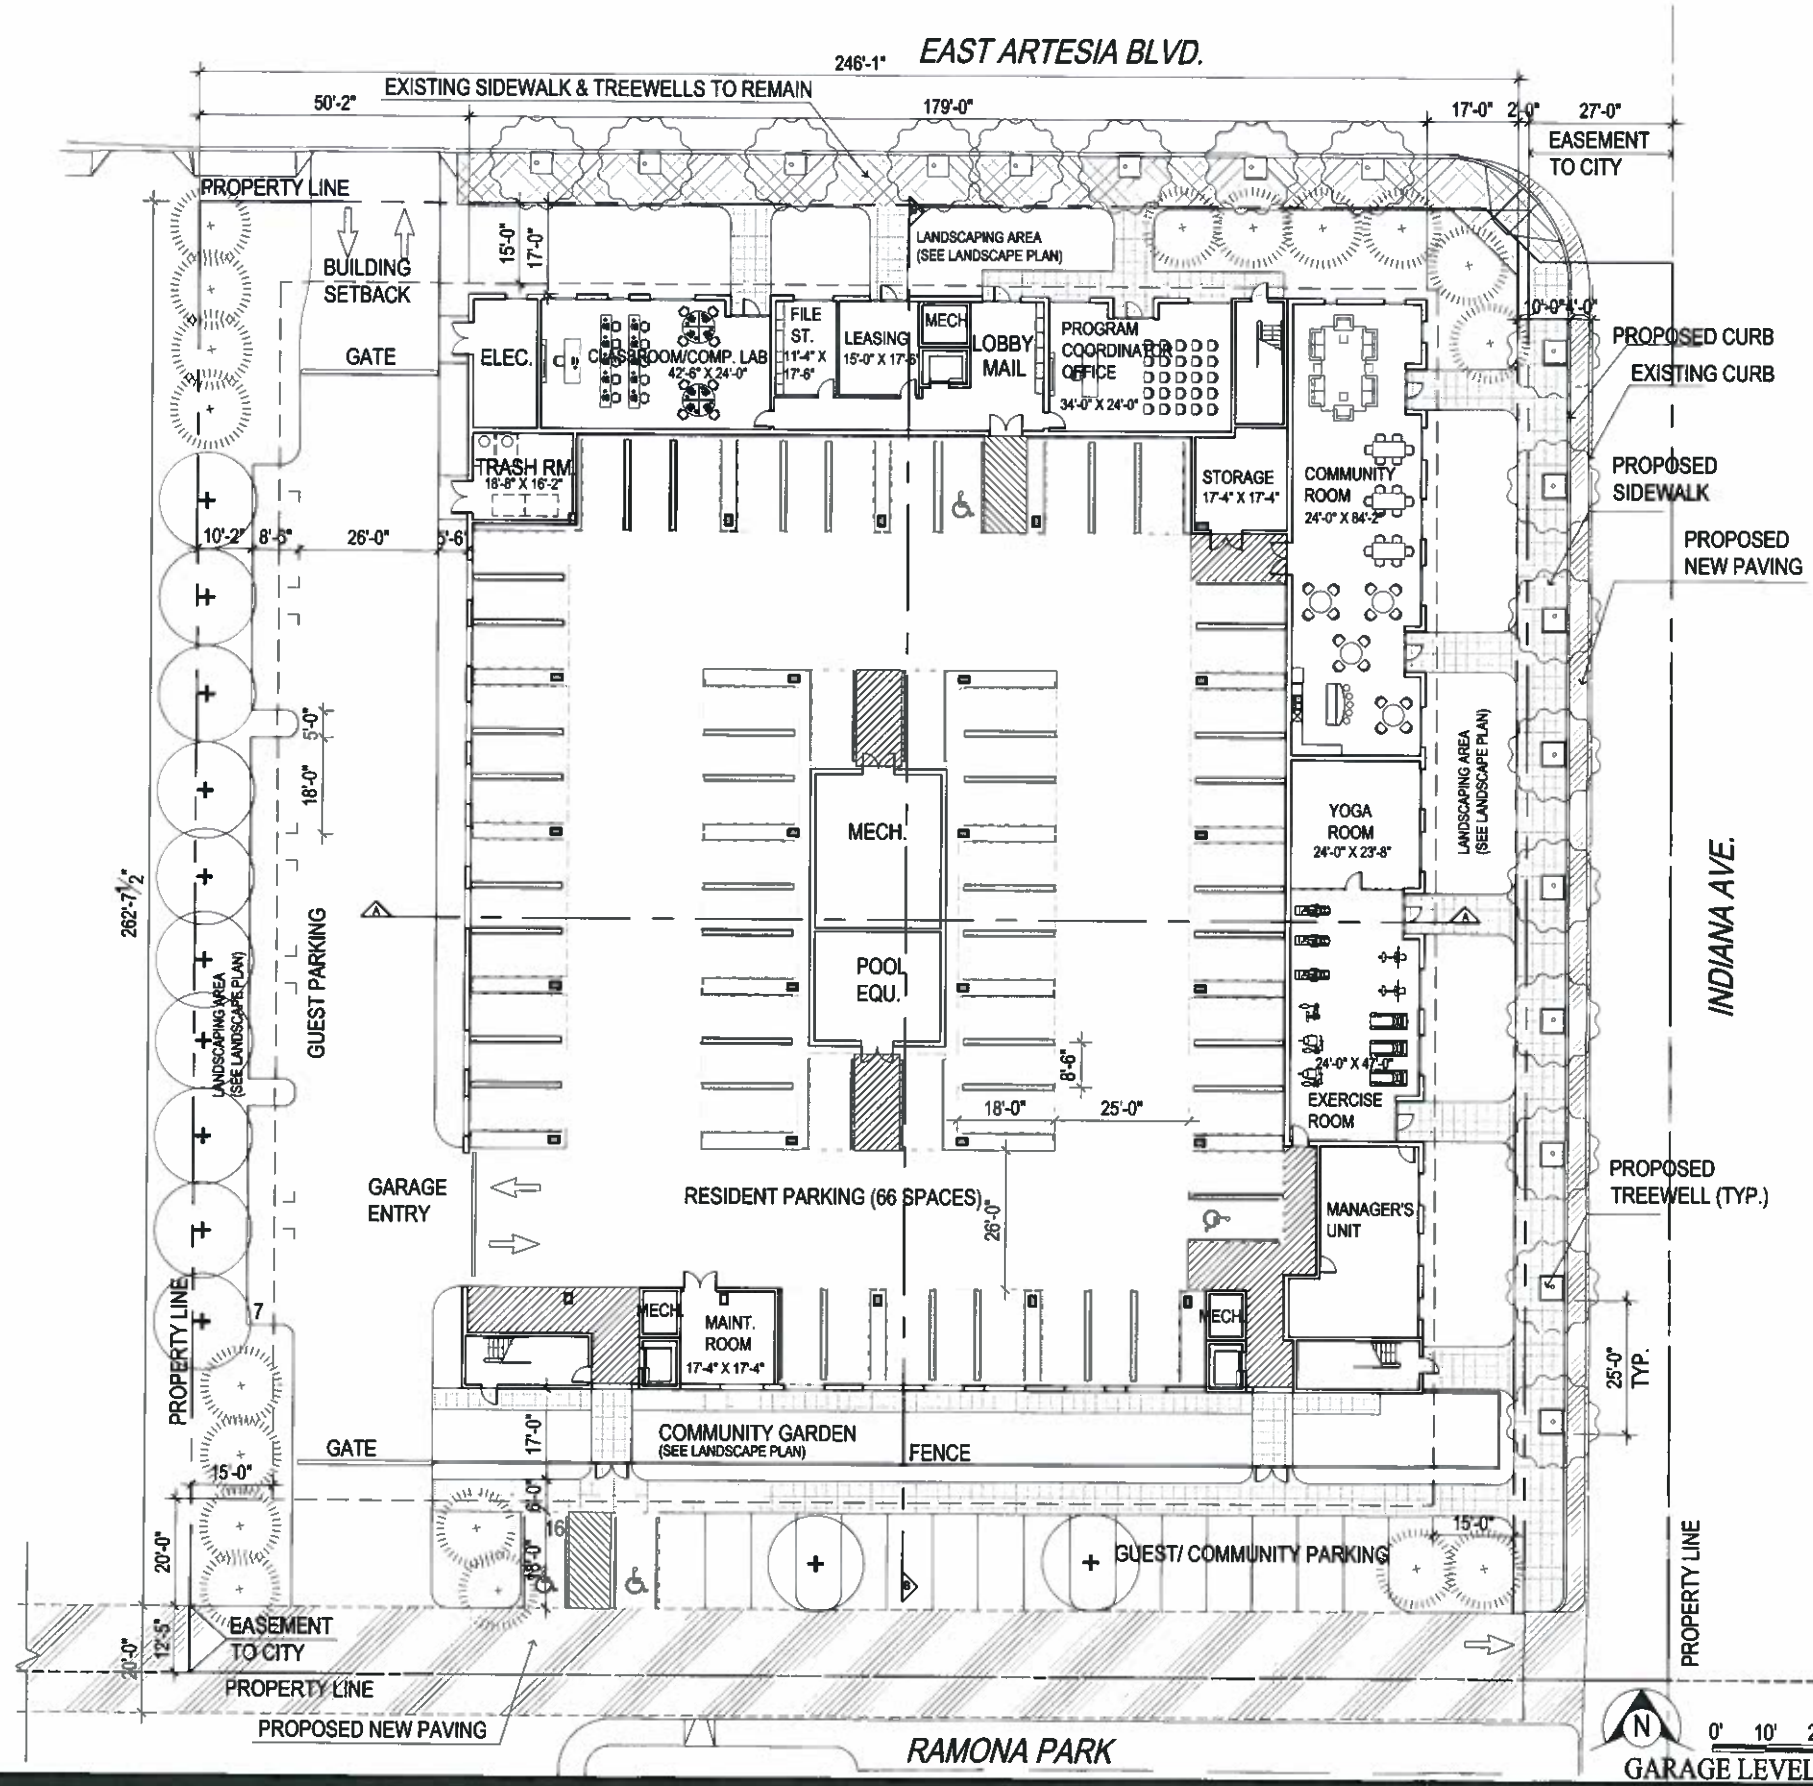 EAST ARTESIA BLVD.
246'-1"
EXISTING SIDEWALK & TREEWELLS TO REMAIN
50'-2"
179'-0"
17'-0"
2'-0"
27'-0"
EASEMENT
TO CITY
PROPERTY LINE
BUILDING
SETBACK
15'-0"
17'-0"
LANDSCAPING AREA
(SEE LANDSCAPE PLAN)
10'-0"
4'-0"
PROPOSED CURB
EXISTING CURB
PROPOSED
SIDEWALK
PROPOSED
NEW PAVING
GATE
ELEC.
CLASSROOM/COMP. LAB
42'-6" X 24'-0"
FILE
ST.
11'-4" X
17'-6"
LEASING
15'-0" X 17'-6"
MECH.
LOBBY
MAIL
PROGRAM
COORDINATOR
OFFICE
34'-0" X 24'-0"
TRASH RM.
18'-8" X 16'-2"
STORAGE
17'-4" X 17'-4"
COMMUNITY
ROOM
24'-0" X 84'-2"
10'-2"
8'-6"
26'-0"
5'-6"
5'-0"
18'-0"
262'-7½"
MECH.
YOGA
ROOM
24'-0" X 23'-8"
LANDSCAPING AREA
(SEE LANDSCAPE PLAN)
INDIANA AVE.
A
A
GUEST PARKING
LANDSCAPING AREA
(SEE LANDSCAPE PLAN)
POOL
EQU.
24'-0" X 47'-0"
EXERCISE
ROOM
8'-6"
18'-0"
25'-0"
GARAGE
ENTRY
RESIDENT PARKING (66 SPACES)
26'-0"
MANAGER'S
UNIT
PROPOSED
TREEWELL (TYP.)
7
PROPERTY LINE
MECH.
MAINT.
ROOM
17'-4" X 17'-4"
MECH.
25'-0"
TYP.
GATE
17'-0"
COMMUNITY GARDEN
(SEE LANDSCAPE PLAN)
FENCE
15'-0"
6'-0"
16
18'-0"
15'-0"
GUEST/ COMMUNITY PARKING
B
20'-0"
12'-5"
20'-0"
EASEMENT
TO CITY
PROPERTY LINE
PROPERTY LINE
PROPOSED NEW PAVING
RAMONA PARK
N
0' 10'
GARAGE LEVEL